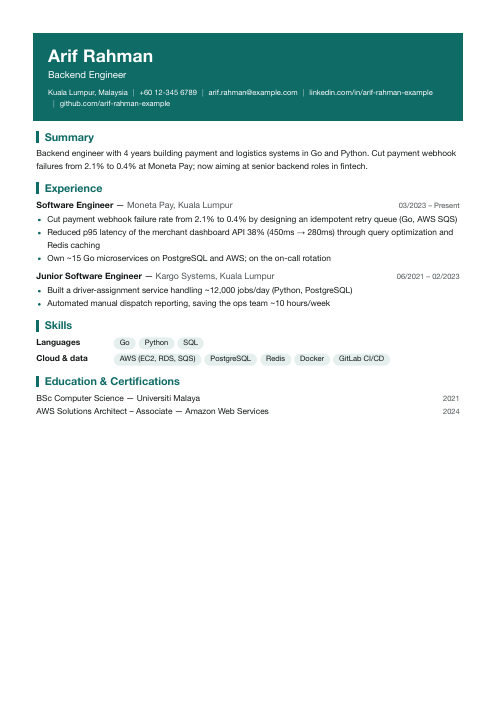 Arif Rahman
Backend Engineer
Kuala Lumpur, Malaysia | +60 12-345 6789 | arif.rahman@example.com | linkedin.com/in/arif-rahman-example
| github.com/arif-rahman-example
Summary
Backend engineer with 4 years building payment and logistics systems in Go and Python. Cut payment webhook
failures from 2.1% to 0.4% at Moneta Pay; now aiming at senior backend roles in fintech.
Experience
Software Engineer — Moneta Pay, Kuala Lumpur 03/2023 – Present
• Cut payment webhook failure rate from 2.1% to 0.4% by designing an idempotent retry queue (Go, AWS SQS)
• Reduced p95 latency of the merchant dashboard API 38% (450ms → 280ms) through query optimization and
Redis caching
• Own ~15 Go microservices on PostgreSQL and AWS; on the on-call rotation
Junior Software Engineer — Kargo Systems, Kuala Lumpur 06/2021 – 02/2023
• Built a driver-assignment service handling ~12,000 jobs/day (Python, PostgreSQL)
• Automated manual dispatch reporting, saving the ops team ~10 hours/week
Skills
Languages Go Python SQL
Cloud & data AWS (EC2, RDS, SQS) PostgreSQL Redis Docker GitLab CI/CD
Education & Certifications
BSc Computer Science — Universiti Malaya 2021
AWS Solutions Architect – Associate — Amazon Web Services 2024